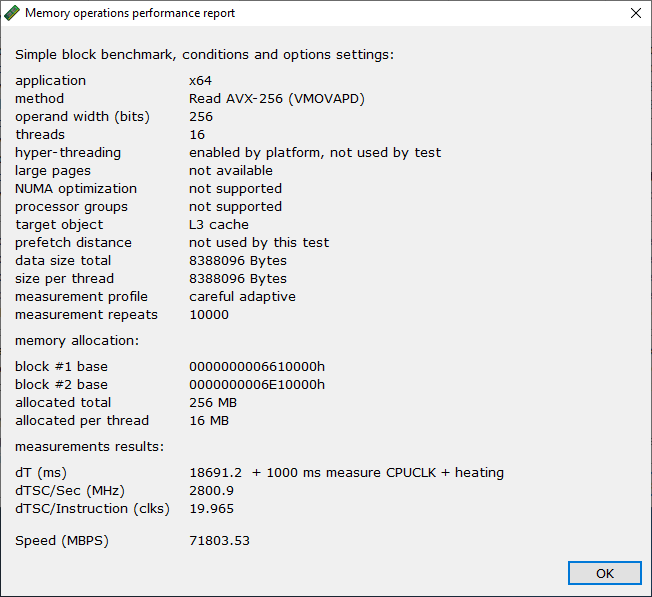 Memory operations performance report
Simple block benchmark, conditions and options settings:
application x64
method Read AVX-256 (VMOVAPD)
operand width (bits) 256
threads 16
hyper-threading enabled by platform, not used by test
large pages not available
NUMA optimization not supported
processor groups not supported
target object L3 cache
prefetch distance not used by this test
data size total 8388096 Bytes
size per thread 8388096 Bytes
measurement profile careful adaptive
measurement repeats 10000
memory allocation:
block #1 base 0000000006610000h
block #2 base 0000000006E10000h
allocated total 256 MB
allocated per thread 16 MB
measurements results:
dT (ms) 18691.2 + 1000 ms measure CPUCLK + heating
dTSC/Sec (MHz) 2800.9
dTSC/Instruction (clks) 19.965
Speed (MBPS) 71803.53
OK